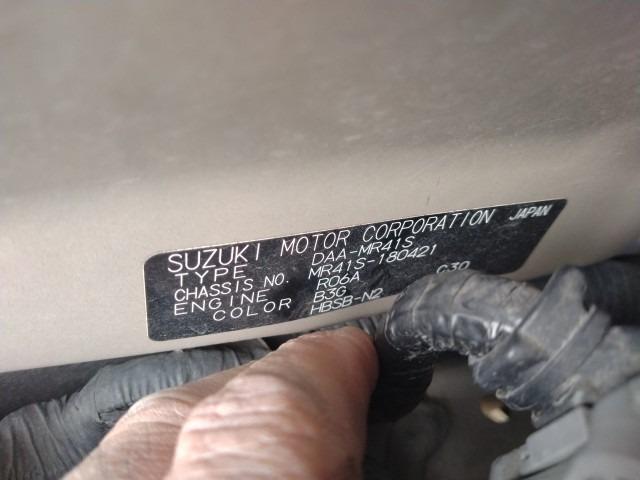 SUZUKI MOTOR CORPORATION JAPAN
TYPE DAA-MR41S
CHASSIS NO. MR41S-180421
ENGINE R06A
COLOR B3G C30
HBSB-N2